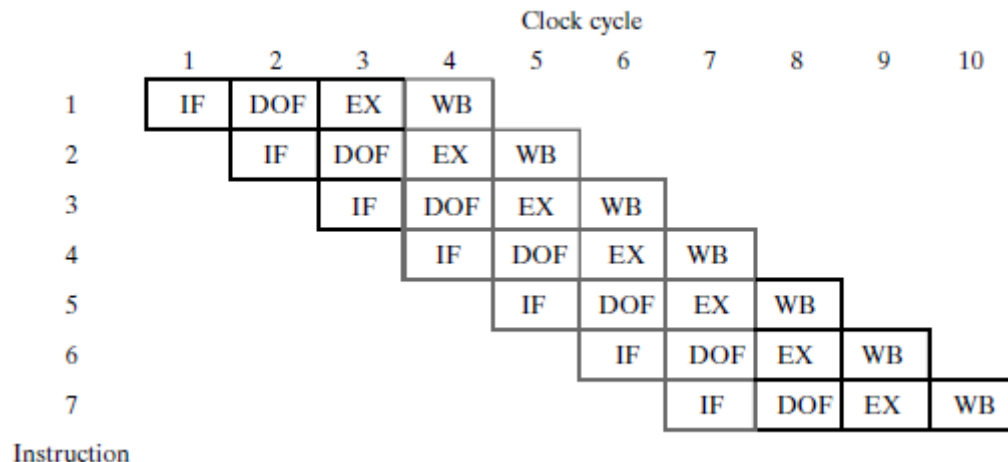 Clock cycle
1 2 3 4 5 6 7 8 9 10
1 IF DOF EX WB
2 IF DOF EX WB
3 IF DOF EX WB
4 IF DOF EX WB
5 IF DOF EX WB
6 IF DOF EX WB
7 IF DOF EX WB
Instruction